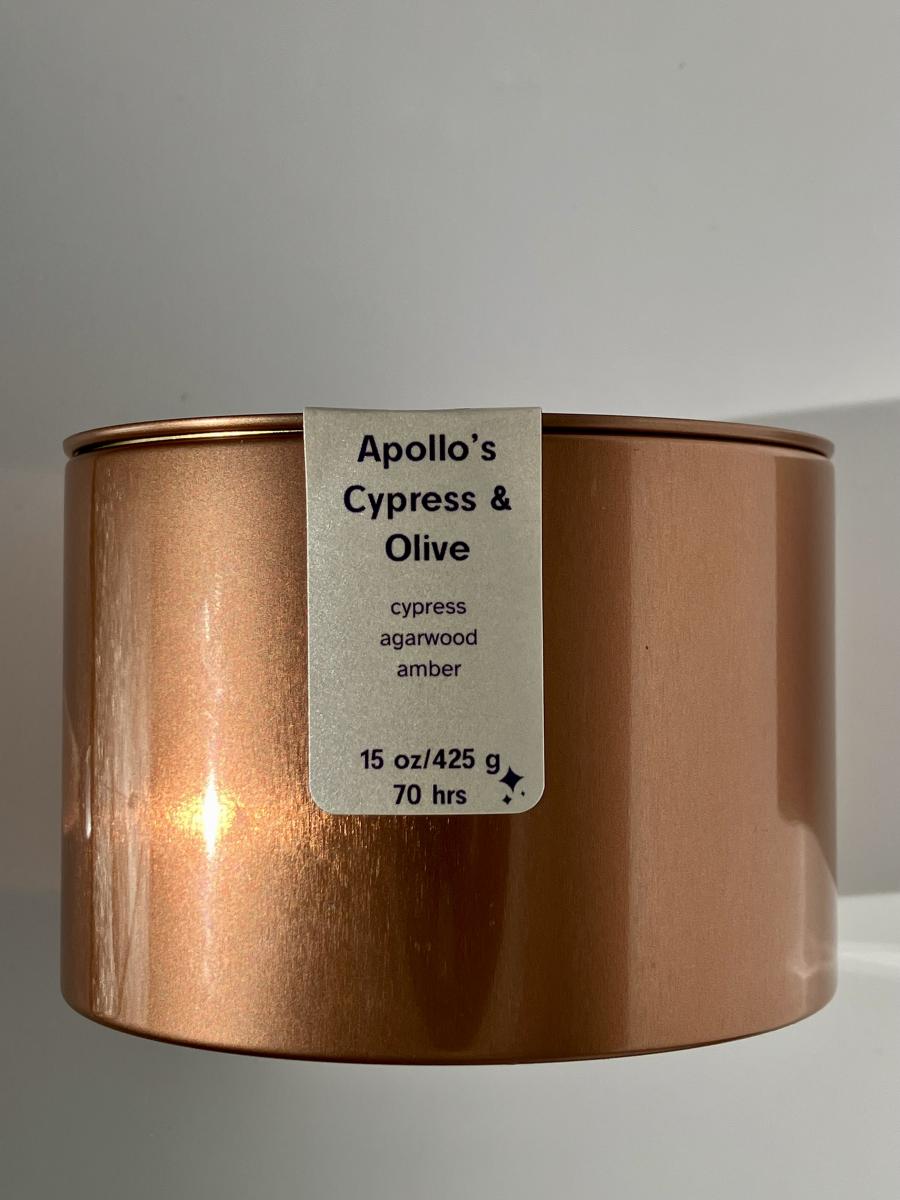 Apollo’s
Cypress &
Olive
cypress
agarwood
amber
15 oz/425 g
70 hrs